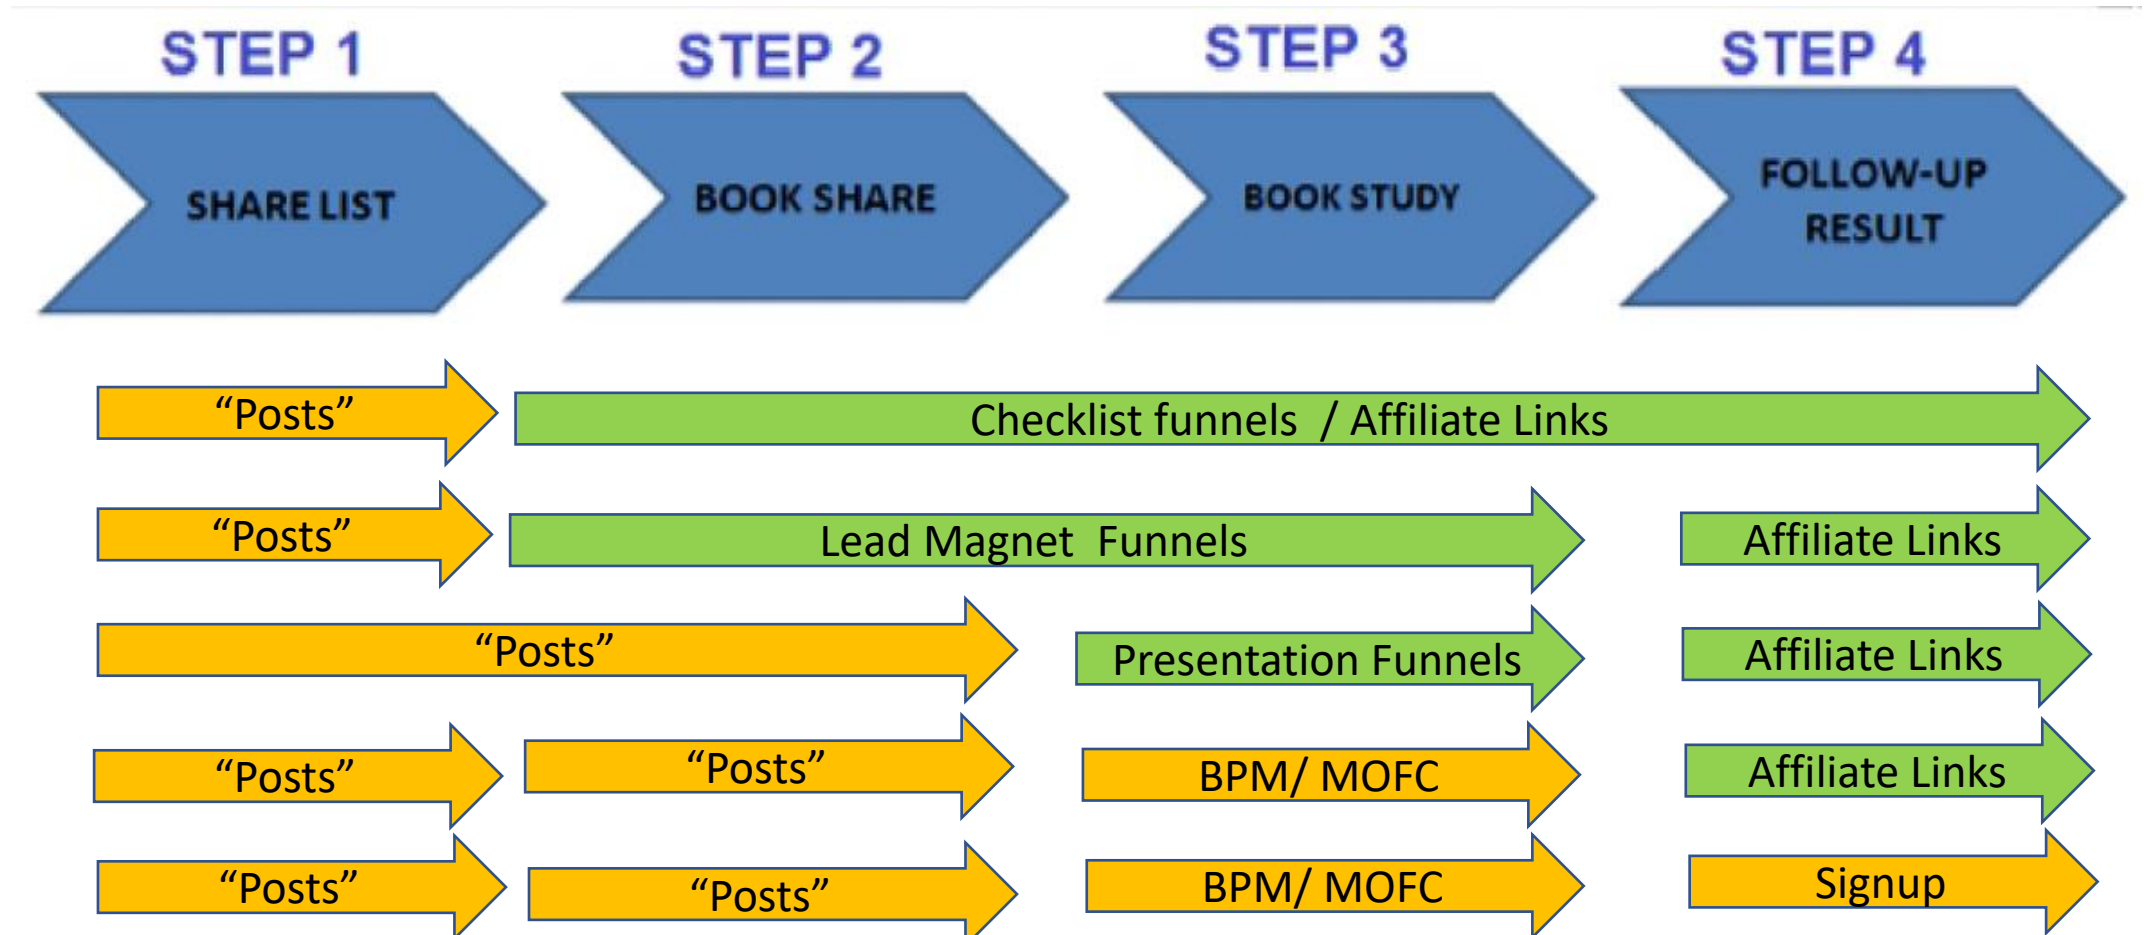 STEP 1
STEP 2
STEP 3
STEP 4
SHARE LIST
BOOK SHARE
BOOK STUDY
FOLLOW-UP
RESULT
“Posts”
Checklist funnels / Affiliate Links
“Posts”
Lead Magnet Funnels
Affiliate Links
“Posts”
Presentation Funnels
Affiliate Links
“Posts”
“Posts”
BPM/ MOFC
Affiliate Links
“Posts”
“Posts”
BPM/ MOFC
Signup